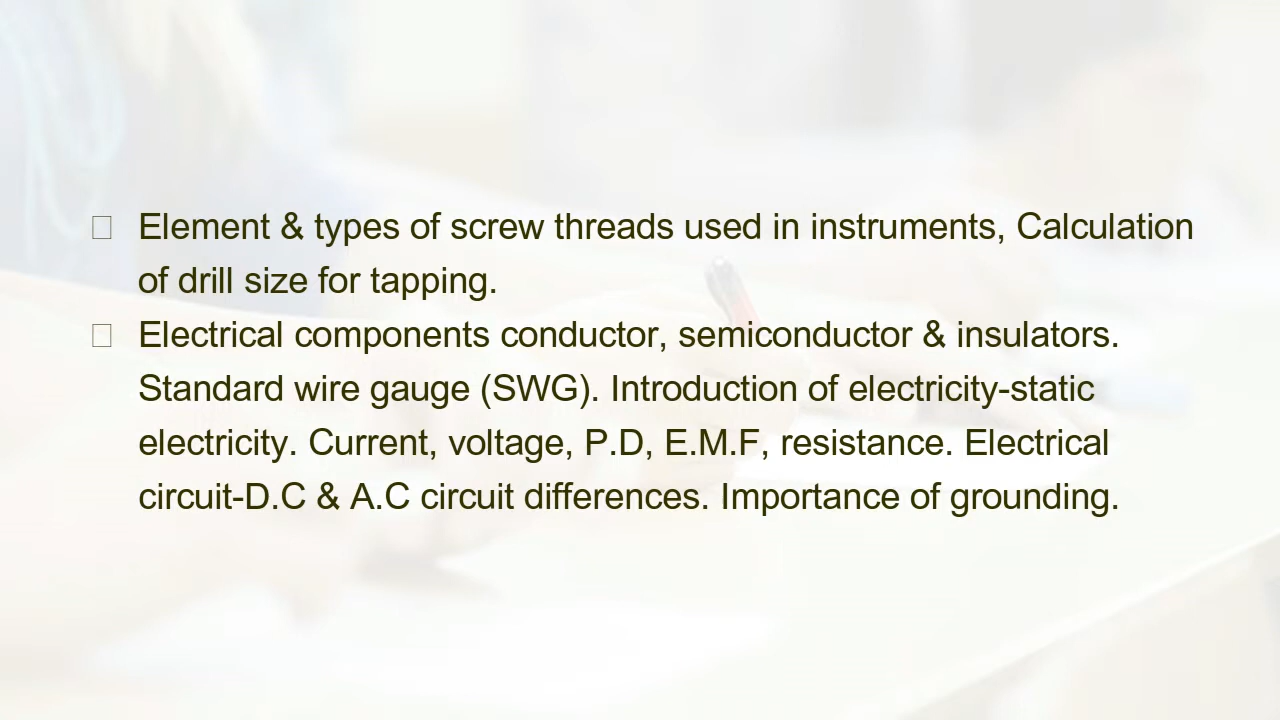 □ Element & types of screw threads used in instruments, Calculation
of drill size for tapping.
□ Electrical components conductor, semiconductor & insulators.
Standard wire gauge (SWG). Introduction of electricity-static
electricity. Current, voltage, P.D, E.M.F, resistance. Electrical
circuit-D.C & A.C circuit differences. Importance of grounding.